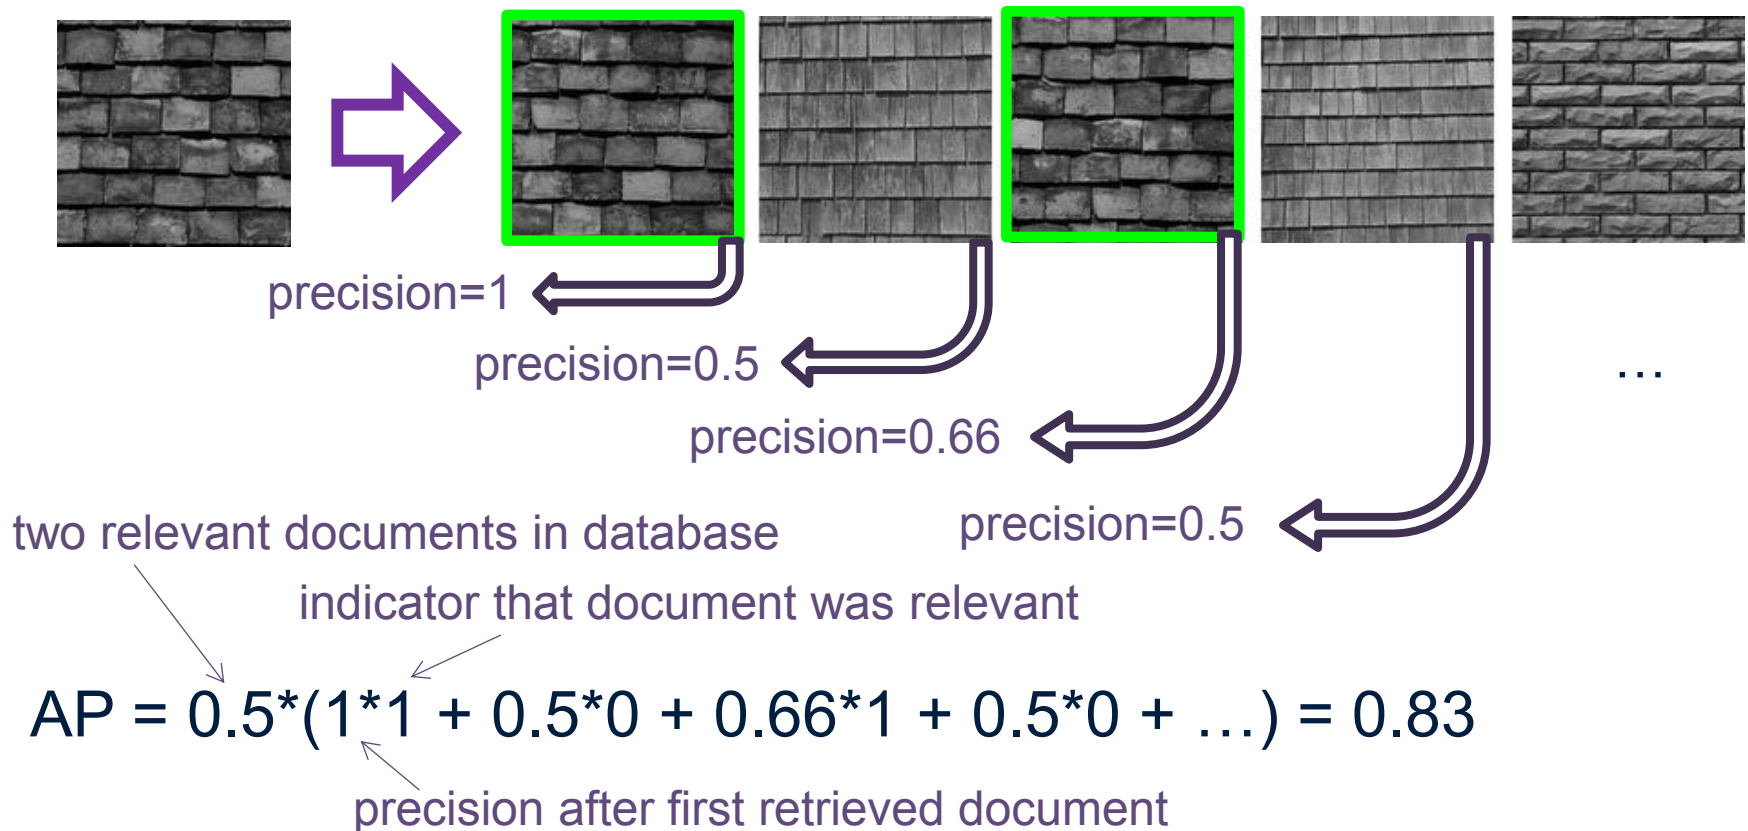 precision=1
precision=0.5
…
precision=0.66
precision=0.5
two relevant documents in database
indicator that document was relevant
AP = 0.5*(1*1 + 0.5*0 + 0.66*1 + 0.5*0 + …) = 0.83
precision after first retrieved document